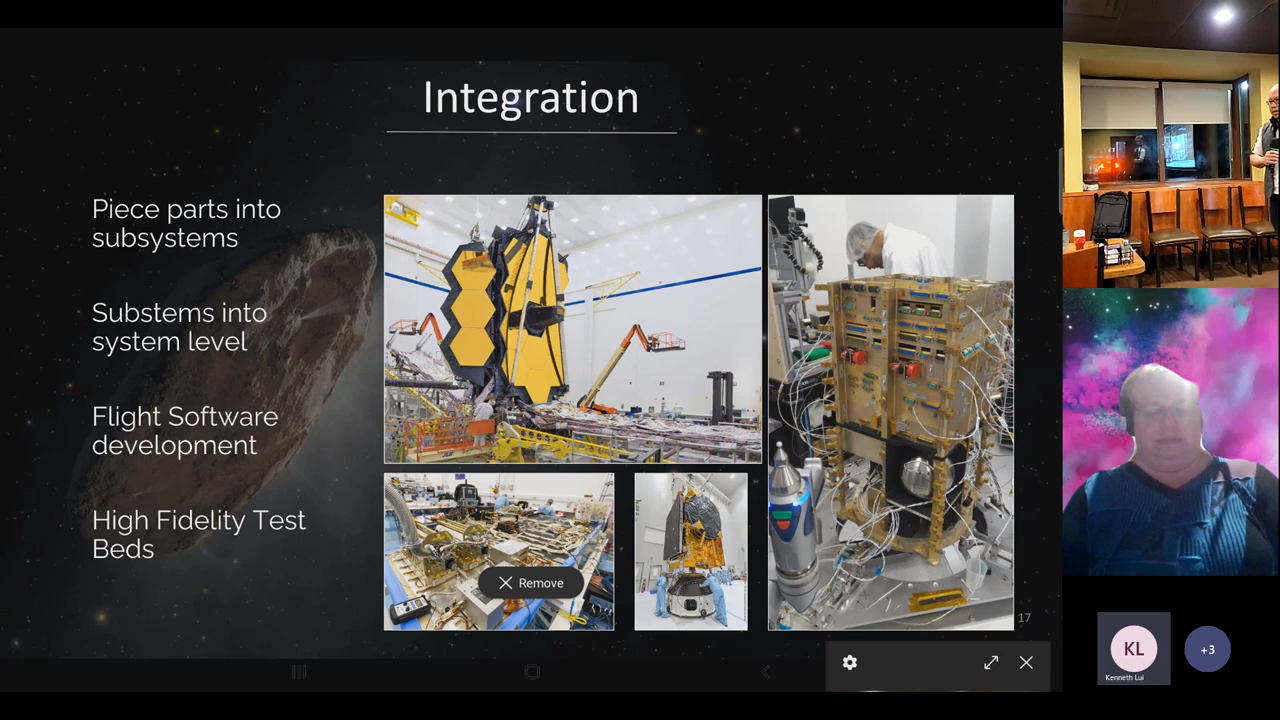 Integration
Piece parts into
subsystems
Substems into
system level
Flight Software
development
High Fidelity Test
Beds
Remove
17
KL
Kenneth Lui
+3